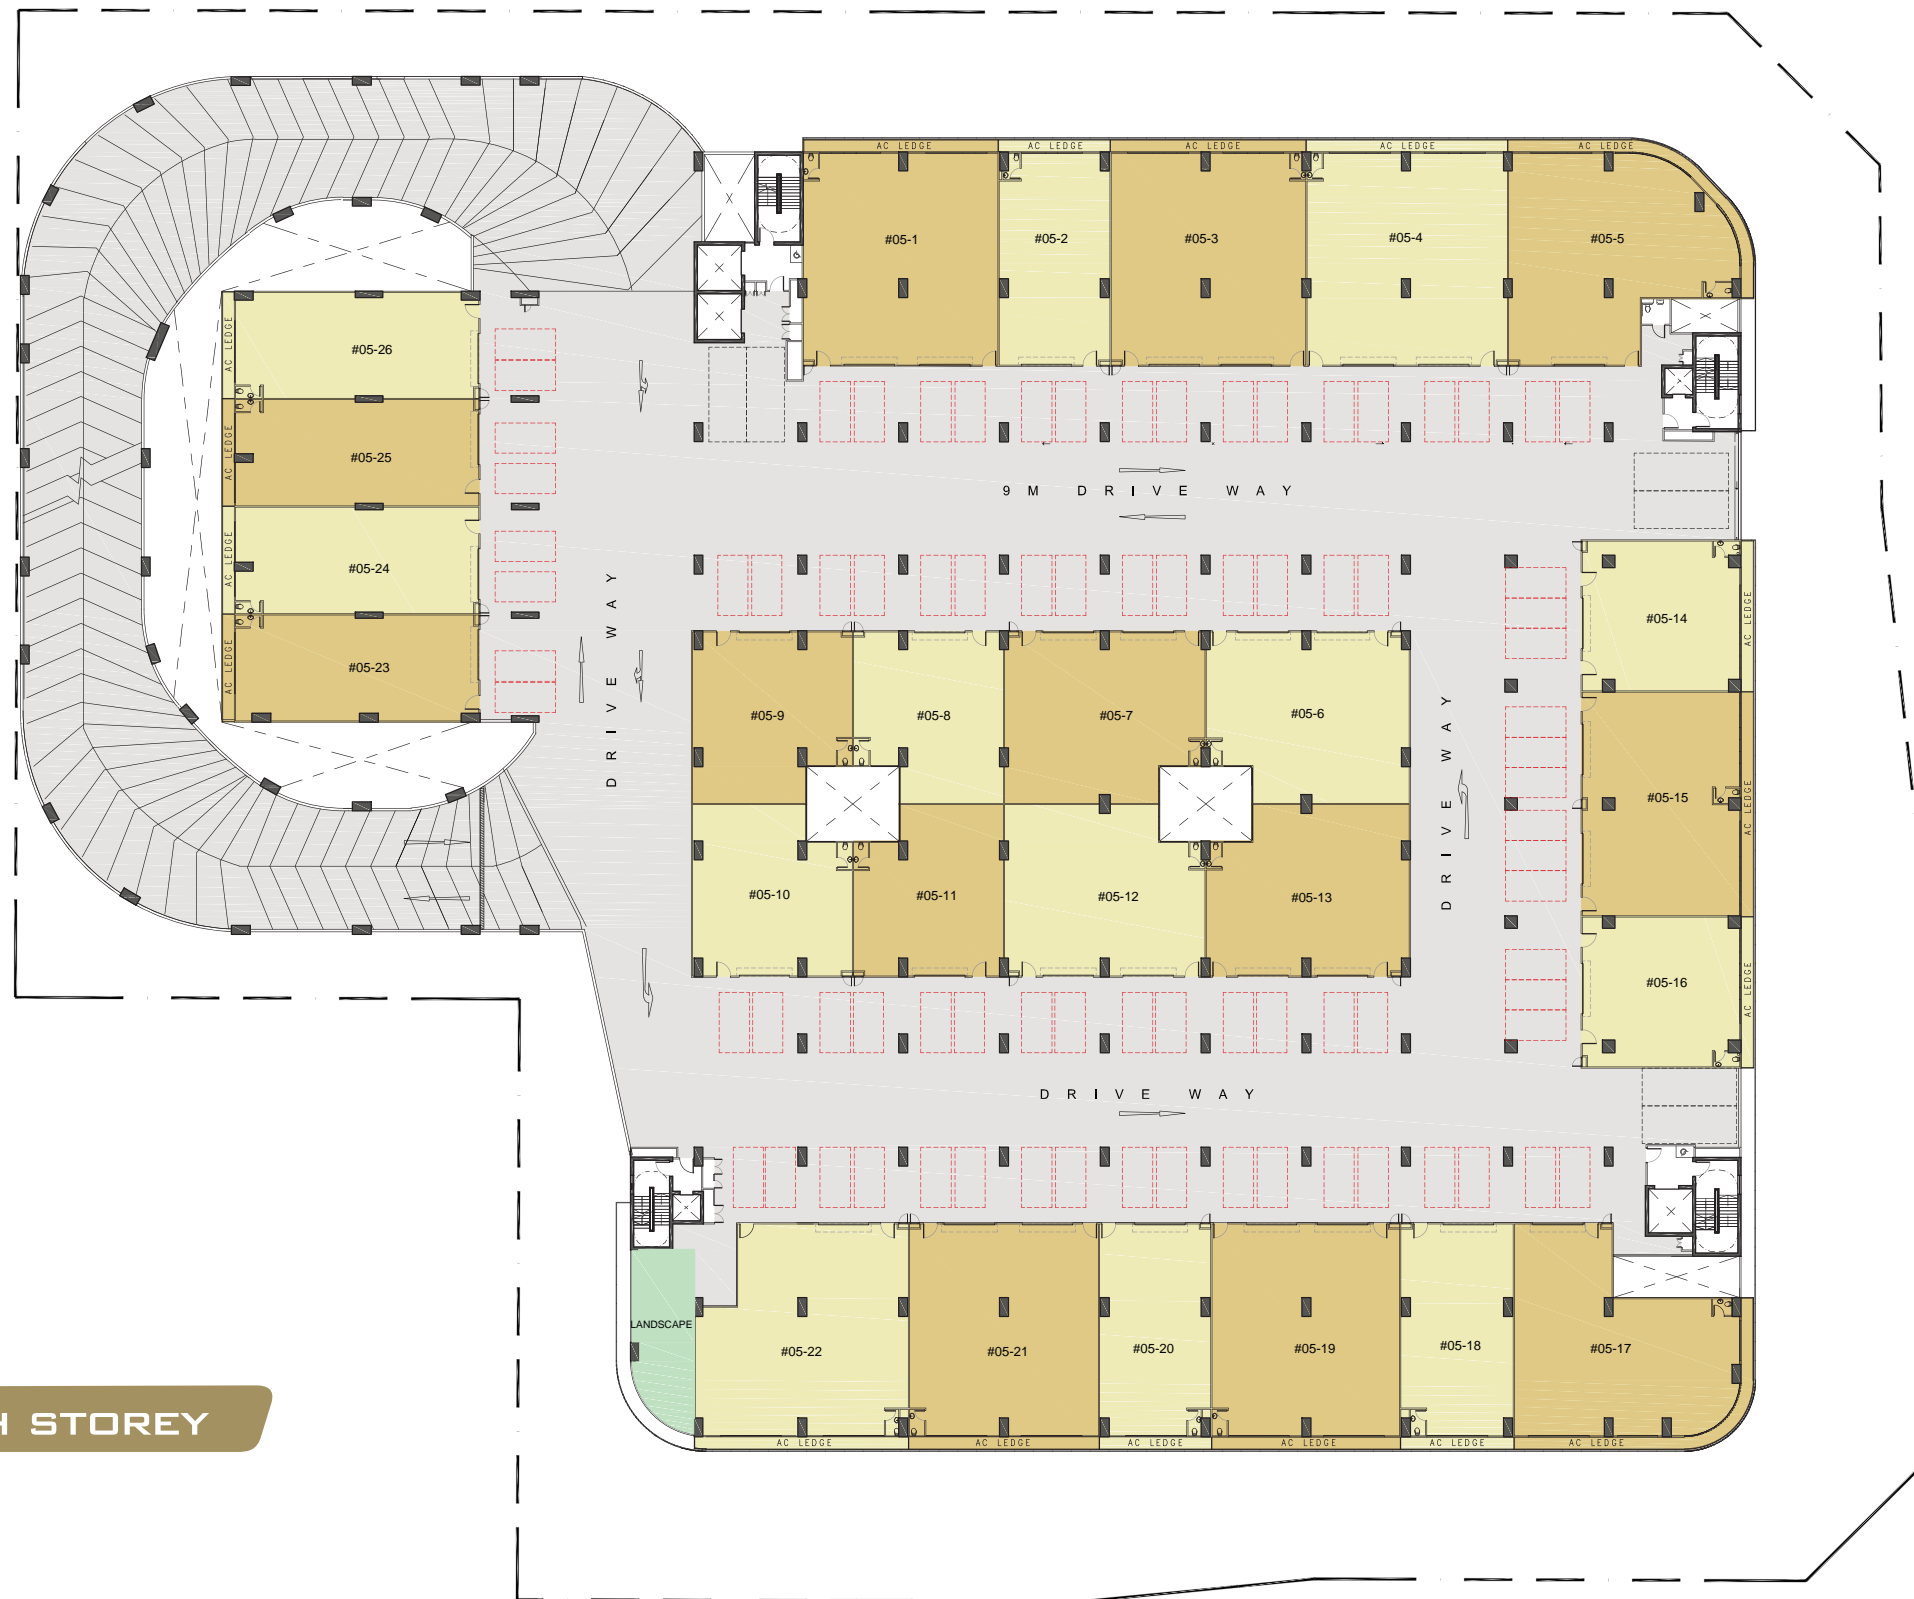 AC LEDGE
AC LEDGE
AC LEDGE
AC LEDGE
AC LEDGE
#05-1
#05-2
#05-3
#05-4
#05-5
#05-26
AC LEDGE
#05-25
AC LEDGE
#05-24
AC LEDGE
#05-23
AC LEDGE
9 M DRIVE WAY
DRIVE WAY
#05-14
AC LEDGE
#05-9
#05-8
#05-7
#05-6
DRIVE WAY
#05-15
AC LEDGE
#05-10
#05-11
#05-12
#05-13
#05-16
AC LEDGE
DRIVE WAY
LANDSCAPE
#05-22
#05-21
#05-20
#05-19
#05-18
#05-17
AC LEDGE
AC LEDGE
AC LEDGE
AC LEDGE
AC LEDGE
AC LEDGE
H STOREY